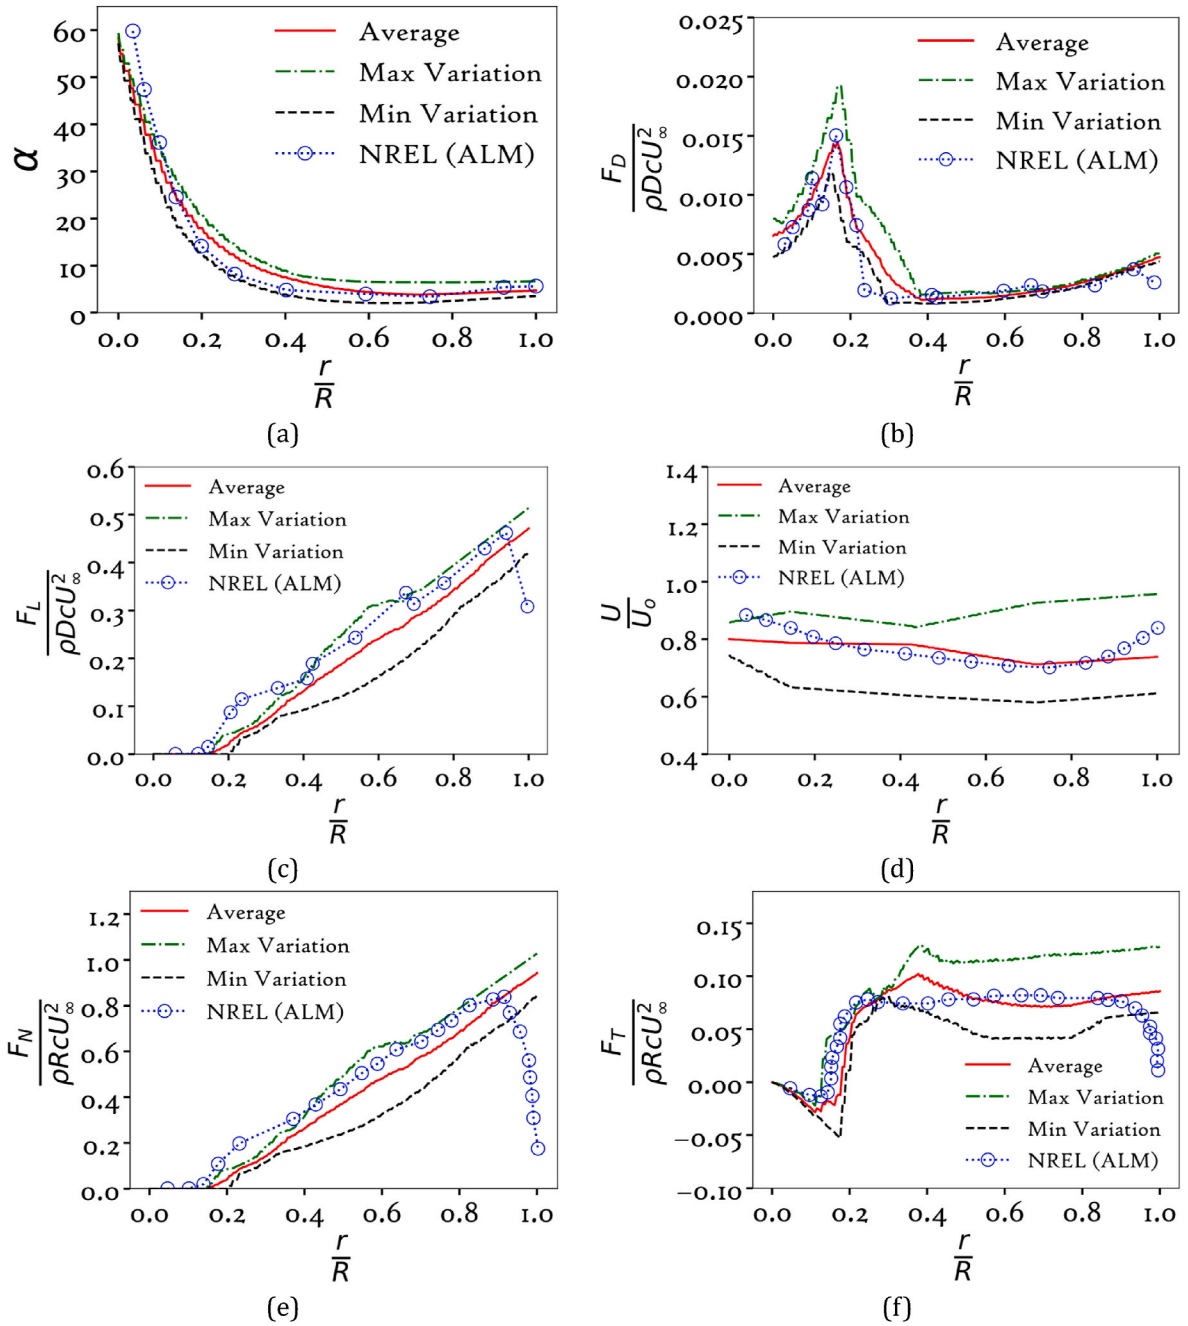 60
50
40
30
20
10
0
α
0.0 0.2 0.4 0.6 0.8 1.0
r/R
Average
Max Variation
Min Variation
NREL (ALM)
(a)
0.025
0.020
0.015
0.010
0.005
0.000
F_D/ρDcU²∞
0.0 0.2 0.4 0.6 0.8 1.0
r/R
Average
Max Variation
Min Variation
NREL (ALM)
(b)
0.6
0.5
0.4
0.3
0.2
0.1
0.0
F_L/ρDcU²∞
0.0 0.2 0.4 0.6 0.8 1.0
r/R
Average
Max Variation
Min Variation
NREL (ALM)
(c)
1.4
1.2
1.0
0.8
0.6
0.4
U/U_o
0.0 0.2 0.4 0.6 0.8 1.0
r/R
Average
Max Variation
Min Variation
NREL (ALM)
(d)
1.2
1.0
0.8
0.6
0.4
0.2
0.0
F_N/ρRcU²∞
0.0 0.2 0.4 0.6 0.8 1.0
r/R
Average
Max Variation
Min Variation
NREL (ALM)
(e)
0.15
0.10
0.05
0.00
−0.05
−0.10
F_T/ρRcU²∞
0.0 0.2 0.4 0.6 0.8 1.0
r/R
Average
Max Variation
Min Variation
NREL (ALM)
(f)